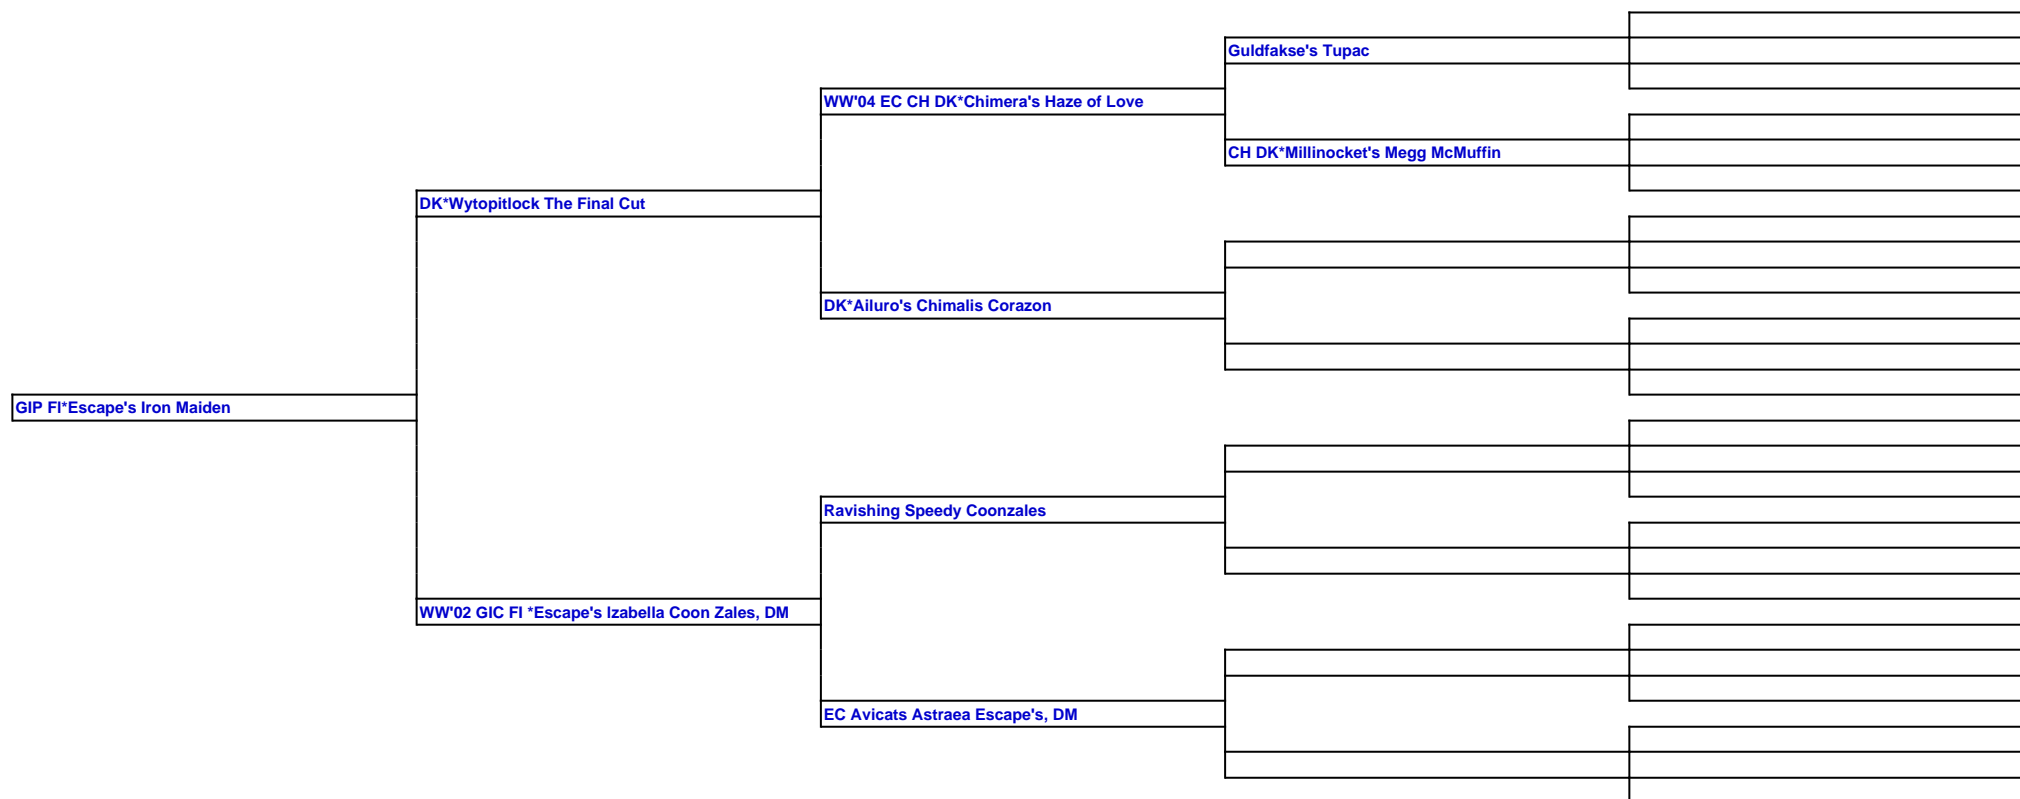 Guldfakse's Tupac
WW'04 EC CH DK*Chimera's Haze of Love
CH DK*Millinocket's Megg McMuffin
DK*Wytopitlock The Final Cut
DK*Ailuro's Chimalis Corazon
GIP FI*Escape's Iron Maiden
Ravishing Speedy Coonzales
WW'02 GIC FI *Escape's Izabella Coon Zales, DM
EC Avicats Astraea Escape's, DM